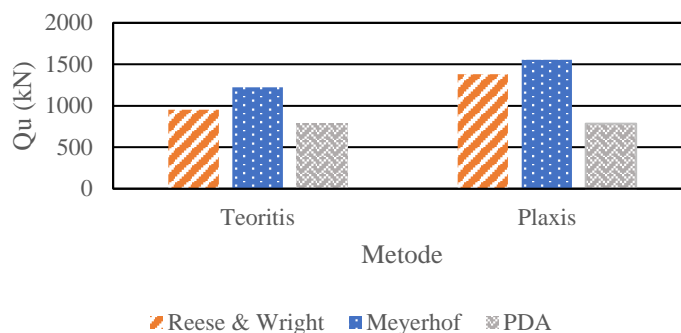 2000
1500
1000
500
0
Qu (kN)
Teoritis Plaxis
Metode
Reese & Wright Meyerhof PDA